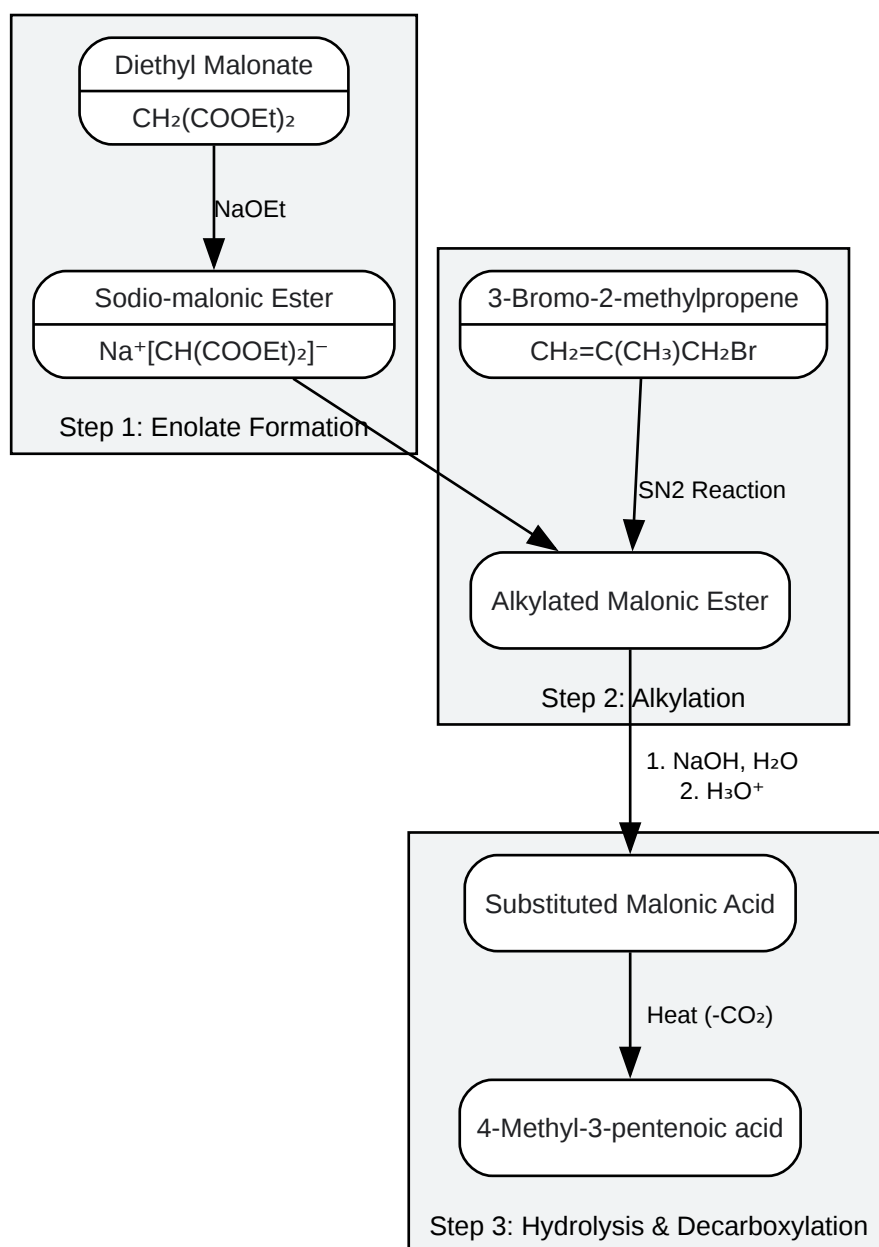 Diethyl Malonate
CH₂(COOEt)₂
NaOEt
Sodio-malonic Ester
Na⁺[CH(COOEt)₂]⁻
Step 1: Enolate Formation
3-Bromo-2-methylpropene
CH₂=C(CH₃)CH₂Br
SN2 Reaction
Alkylated Malonic Ester
Step 2: Alkylation
1. NaOH, H₂O
2. H₃O⁺
Substituted Malonic Acid
Heat (-CO₂)
4-Methyl-3-pentenoic acid
Step 3: Hydrolysis & Decarboxylation